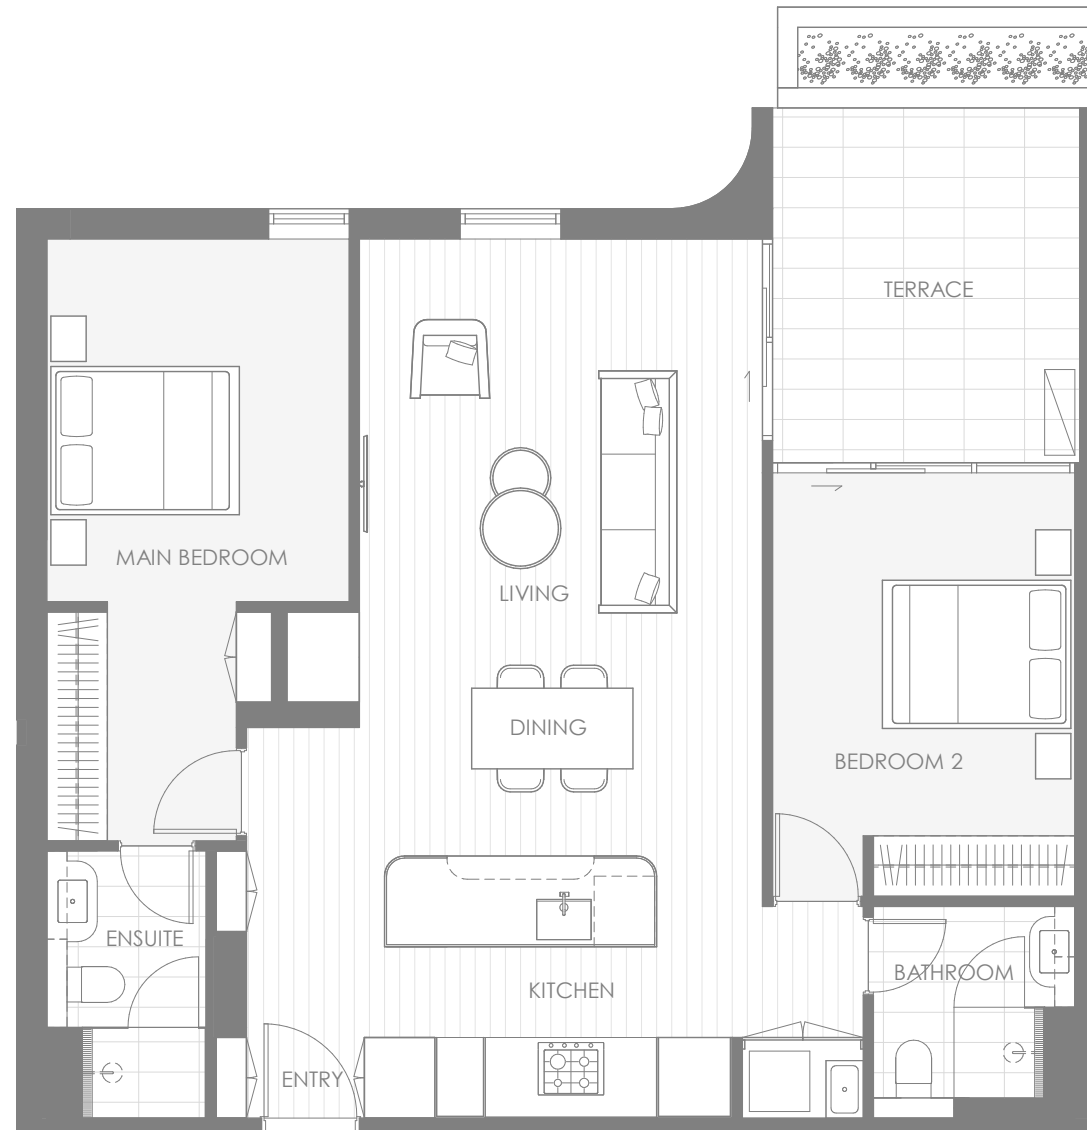 TERRACE
MAIN BEDROOM
LIVING
DINING
BEDROOM 2
ENSUITE
BATHROOM
KITCHEN
ENTRY